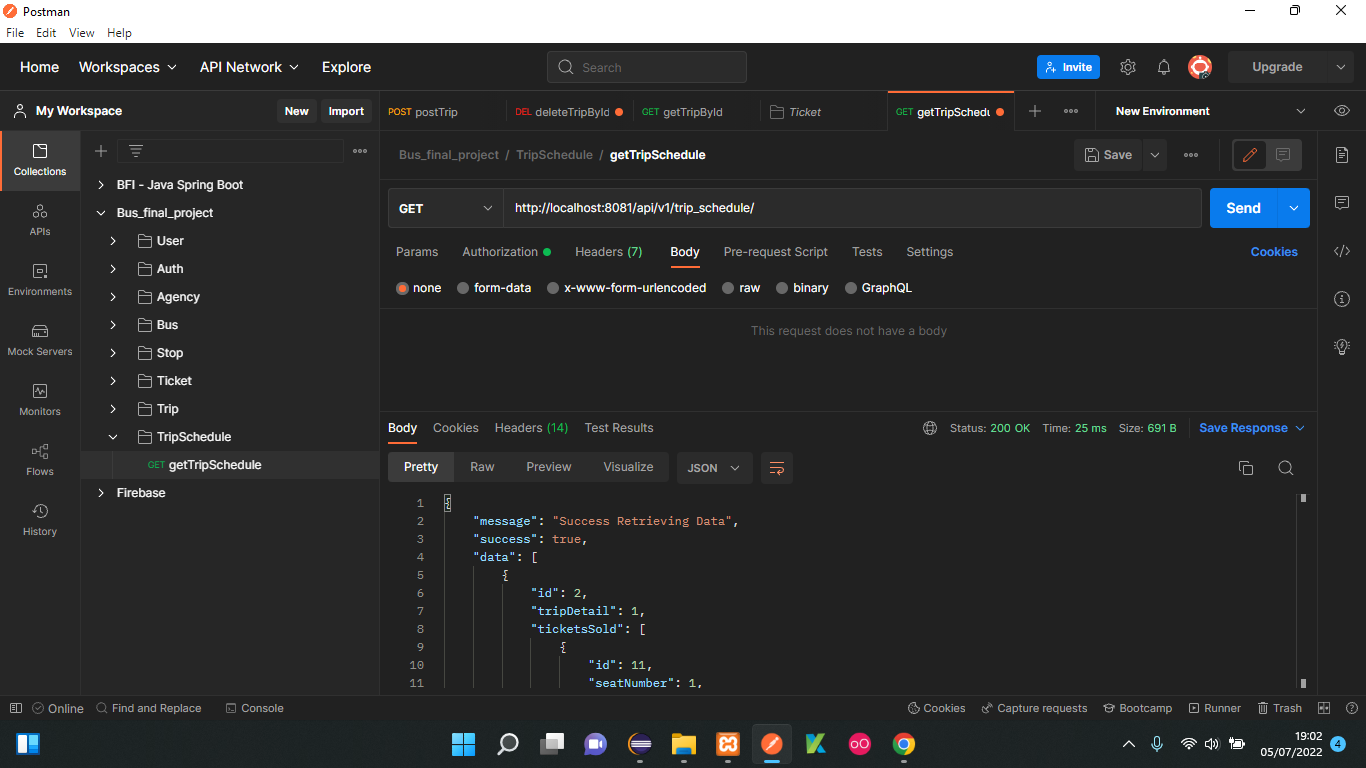 Postman
File Edit View Help
Home Workspaces API Network Explore Search Invite Upgrade
My Workspace New Import POST postTrip DEL deleteTripById GET getTripById Ticket GET getTripSchedu New Environment
Bus_final_project / TripSchedule / getTripSchedule Save
Collections
APIs
Environments
Mock Servers
Monitors
Flows
History
BFI - Java Spring Boot
Bus_final_project
User
Auth
Agency
Bus
Stop
Ticket
Trip
TripSchedule
GET getTripSchedule
Firebase
GET http://localhost:8081/api/v1/trip_schedule/ Send
Params Authorization Headers (7) Body Pre-request Script Tests Settings Cookies
none form-data x-www-form-urlencoded raw binary GraphQL
This request does not have a body
Body Cookies Headers (14) Test Results Status: 200 OK Time: 25 ms Size: 691 B Save Response
Pretty Raw Preview Visualize JSON
1 {
2 "message": "Success Retrieving Data",
3 "success": true,
4 "data": [
5 {
6 "id": 2,
7 "tripDetail": 1,
8 "ticketsSold": [
9 {
10 "id": 11,
11 "seatNumber": 1,
Online Find and Replace Console Cookies Capture requests Bootcamp Runner Trash
19:02
05/07/2022 4